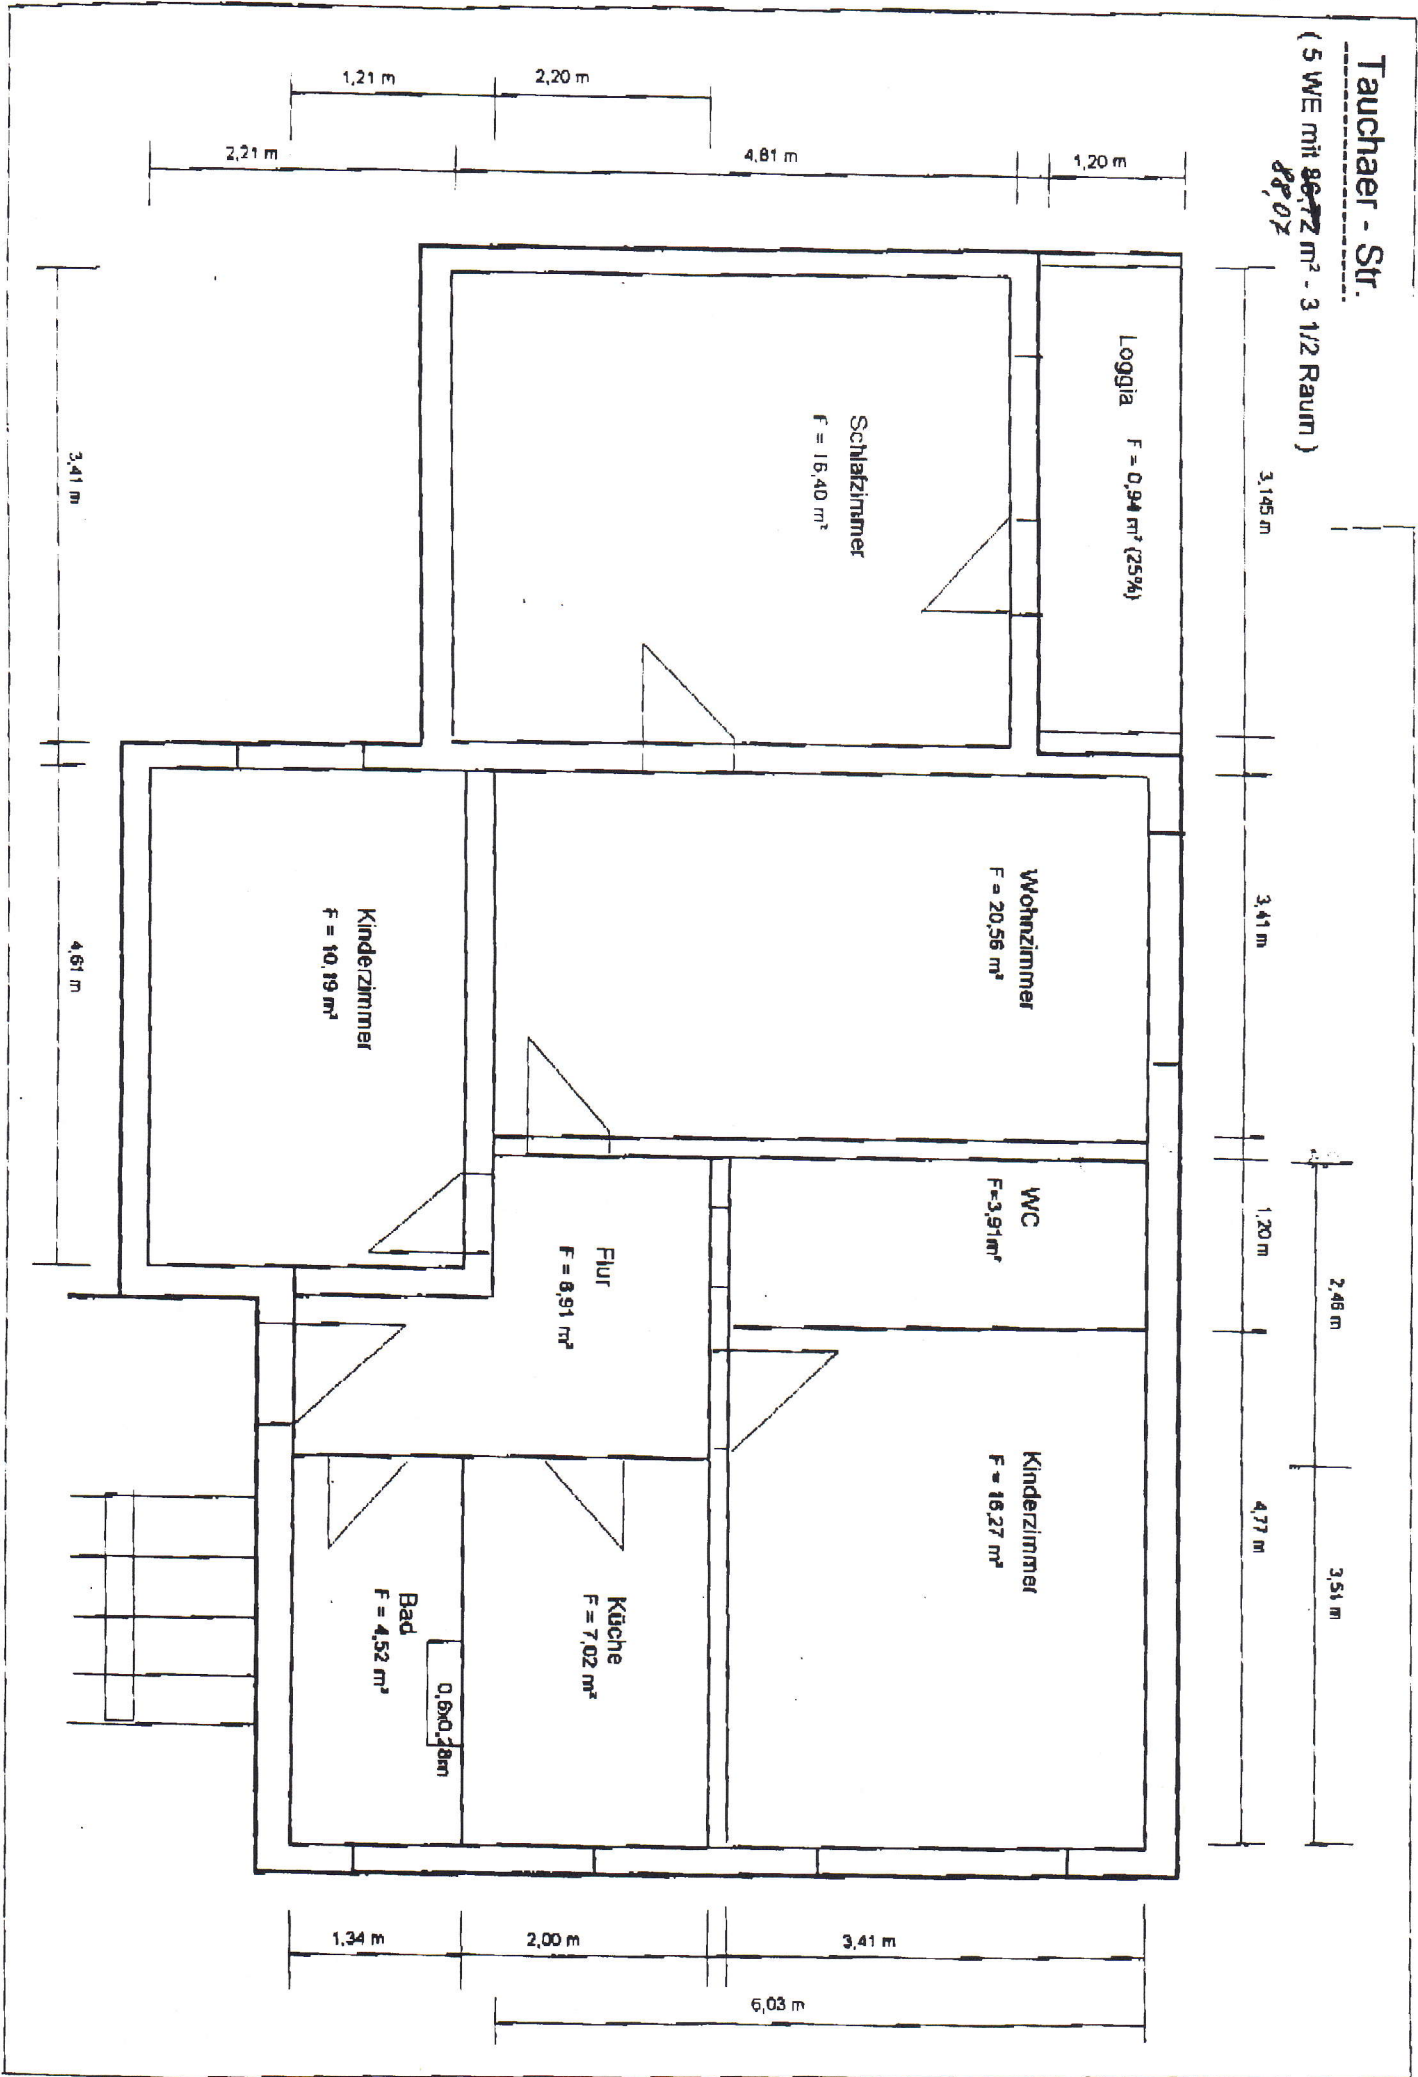 Tauchaer - Str.
( 5 WE mit 86,72 m² - 3 1/2 Raum )
88,07
1,21 m
2,20 m
2,21 m
4,81 m
1,20 m
3,145 m
3,41 m
1,20 m
4,77 m
2,46 m
3,51 m
Loggia F = 0,94 m² (25%)
Schlafzimmer
F = 16,40 m²
Wohnzimmer
F = 20,56 m²
WC
F=3,91m²
Kinderzimmer
F = 16,27 m²
Kinderzimmer
F = 10,19 m²
Flur
F = 8,91 m²
Küche
F = 7,02 m²
Bad
F = 4,52 m²
0,6x0,28m
3,41 m
4,61 m
1,34 m
2,00 m
3,41 m
6,03 m